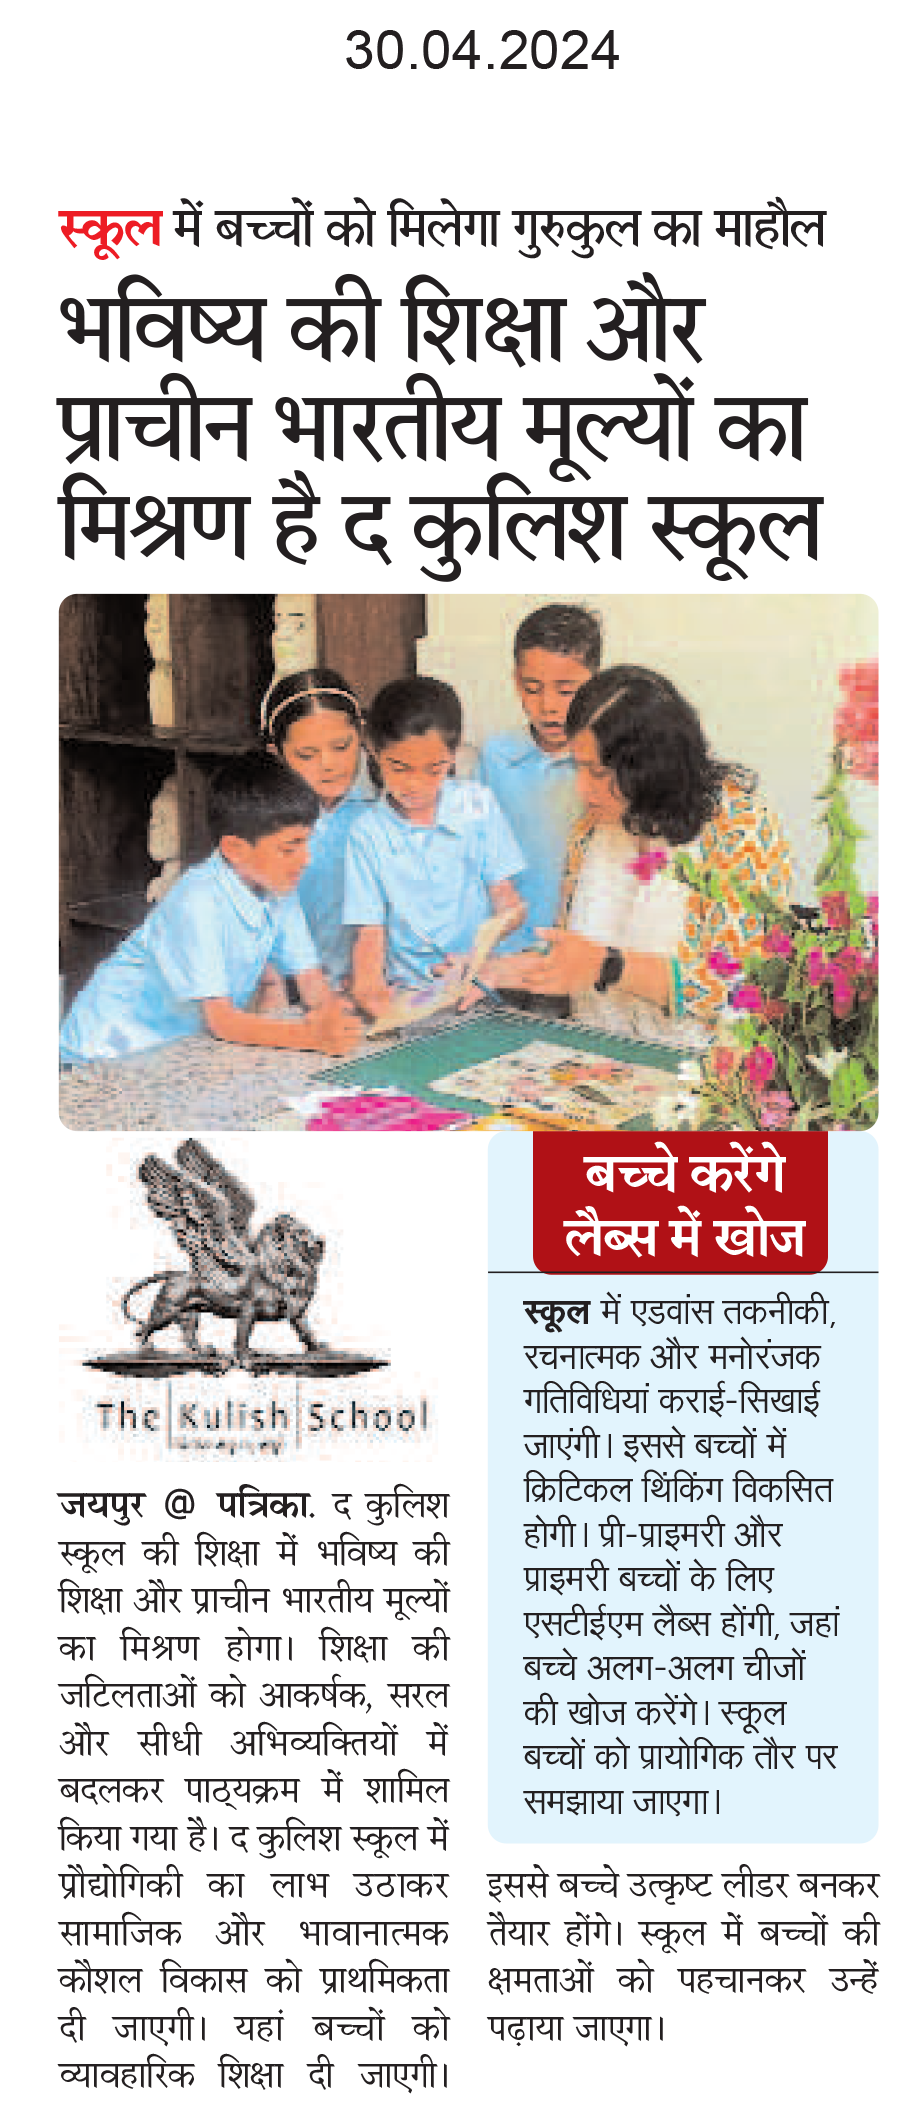 30.04.2024
स्कूल में बच्चों को मिलेगा गुरुकुल का माहौल
भविष्य की शिक्षा और
प्राचीन भारतीय मूल्यों का
मिश्रण है द कुलिश स्कूल
The Kulish School
जयपुर @ पत्रिका. द कुलिश
स्कूल की शिक्षा में भविष्य की
शिक्षा और प्राचीन भारतीय मूल्यों
का मिश्रण होगा। शिक्षा की
जटिलताओं को आकर्षक, सरल
और सीधी अभिव्यक्तियों में
बदलकर पाठ्यक्रम में शामिल
किया गया है। द कुलिश स्कूल में
प्रौद्योगिकी का लाभ उठाकर
सामाजिक और भावानात्मक
कौशल विकास को प्राथमिकता
दी जाएगी। यहां बच्चों को
व्यावहारिक शिक्षा दी जाएगी।
इससे बच्चे उत्कृष्ट लीडर बनकर
तैयार होंगे। स्कूल में बच्चों की
क्षमताओं को पहचानकर उन्हें
पढ़ाया जाएगा।
बच्चे करेंगे
लैब्स में खोज
स्कूल में एडवांस तकनीकी,
रचनात्मक और मनोरंजक
गतिविधियां कराई-सिखाई
जाएंगी। इससे बच्चों में
क्रिटिकल थिंकिंग विकसित
होगी। प्री-प्राइमरी और
प्राइमरी बच्चों के लिए
एसटीईएम लैब्स होंगी, जहां
बच्चे अलग-अलग चीजों
की खोज करेंगे। स्कूल
बच्चों को प्रायोगिक तौर पर
समझाया जाएगा।